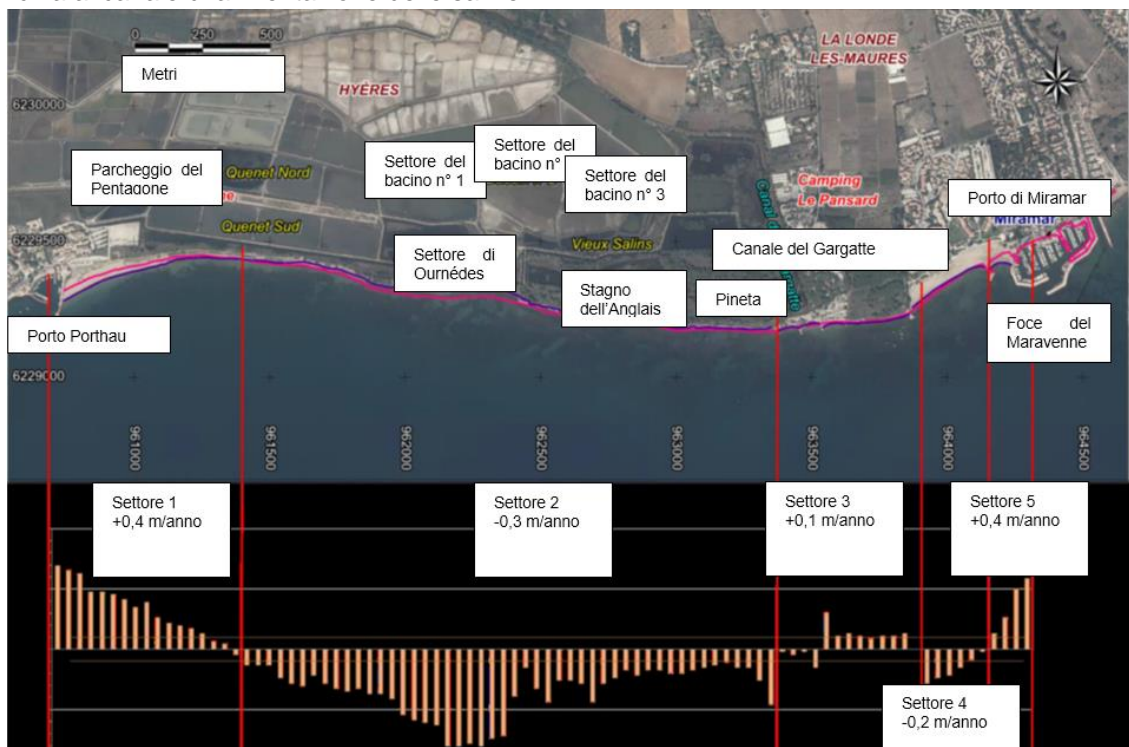 0 250 500
Metri
LA LONDE
LES-MAURES
HYÈRES
6230000
Parcheggio del
Pentagone
Quenet Nord
Settore del
bacino n° 1
Settore del
bacino n°
Settore del
bacino n° 3
Camping
Le Pansard
Porto di Miramar
Miramar
6229500
Quenet Sud
Settore di
Ournédes
Vieux Salins
Canale del Gargatte
Stagno
dell'Anglais
Pineta
Porto Porthau
Foce del
Maravenne
6229000
961000
961500
962000
962500
963000
963500
964000
964500
Settore 1
+0,4 m/anno
Settore 2
-0,3 m/anno
Settore 3
+0,1 m/anno
Settore 5
+0,4 m/anno
Settore 4
-0,2 m/anno